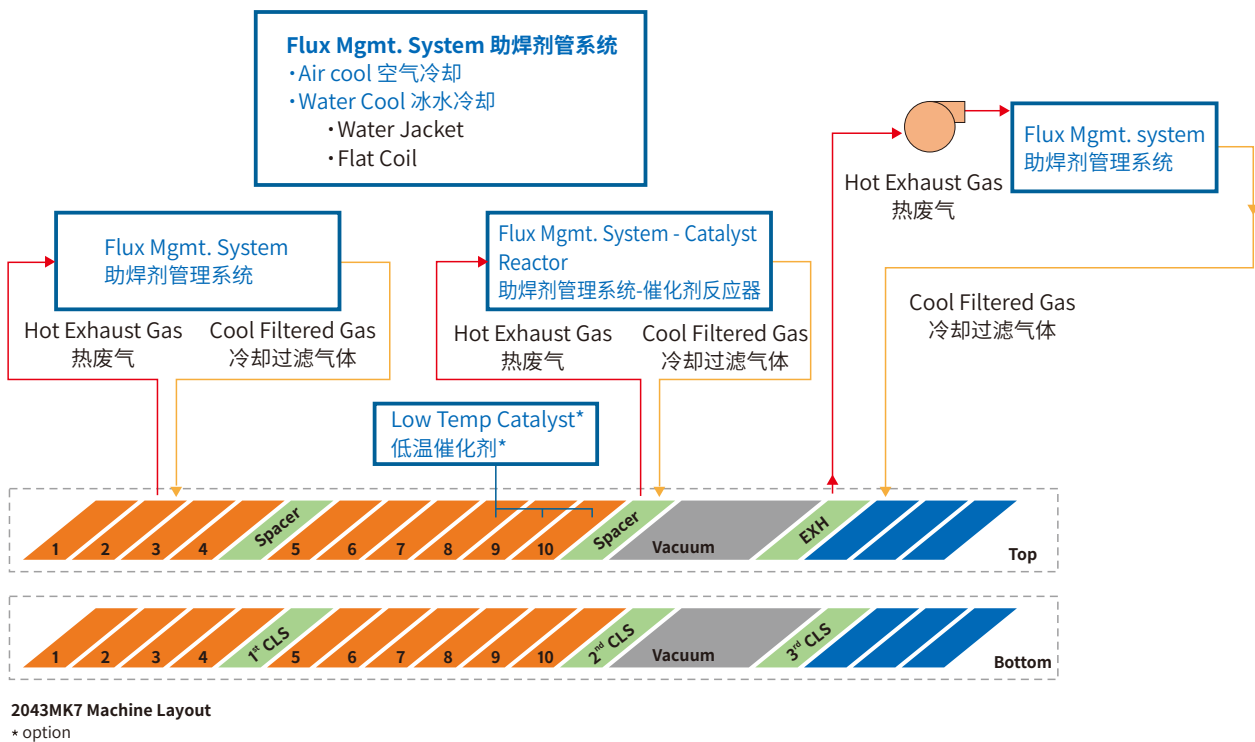 Flux Mgmt. System 助焊剂管系统
·Air cool 空气冷却
·Water Cool 冰水冷却
·Water Jacket
·Flat Coil
Flux Mgmt. system
助焊剂管理系统
Hot Exhaust Gas
热废气
Flux Mgmt. System
助焊剂管理系统
Flux Mgmt. System - Catalyst
Reactor
助焊剂管理系统-催化剂反应器
Cool Filtered Gas
冷却过滤气体
Hot Exhaust Gas
热废气
Cool Filtered Gas
冷却过滤气体
Hot Exhaust Gas
热废气
Cool Filtered Gas
冷却过滤气体
Low Temp Catalyst*
低温催化剂*
1 2 3 4 Spacer 5 6 7 8 9 10 Spacer Vacuum EXH Top
1 2 3 4 1st CLS 5 6 7 8 9 10 2nd CLS Vacuum 3rd CLS Bottom
2043MK7 Machine Layout
* option